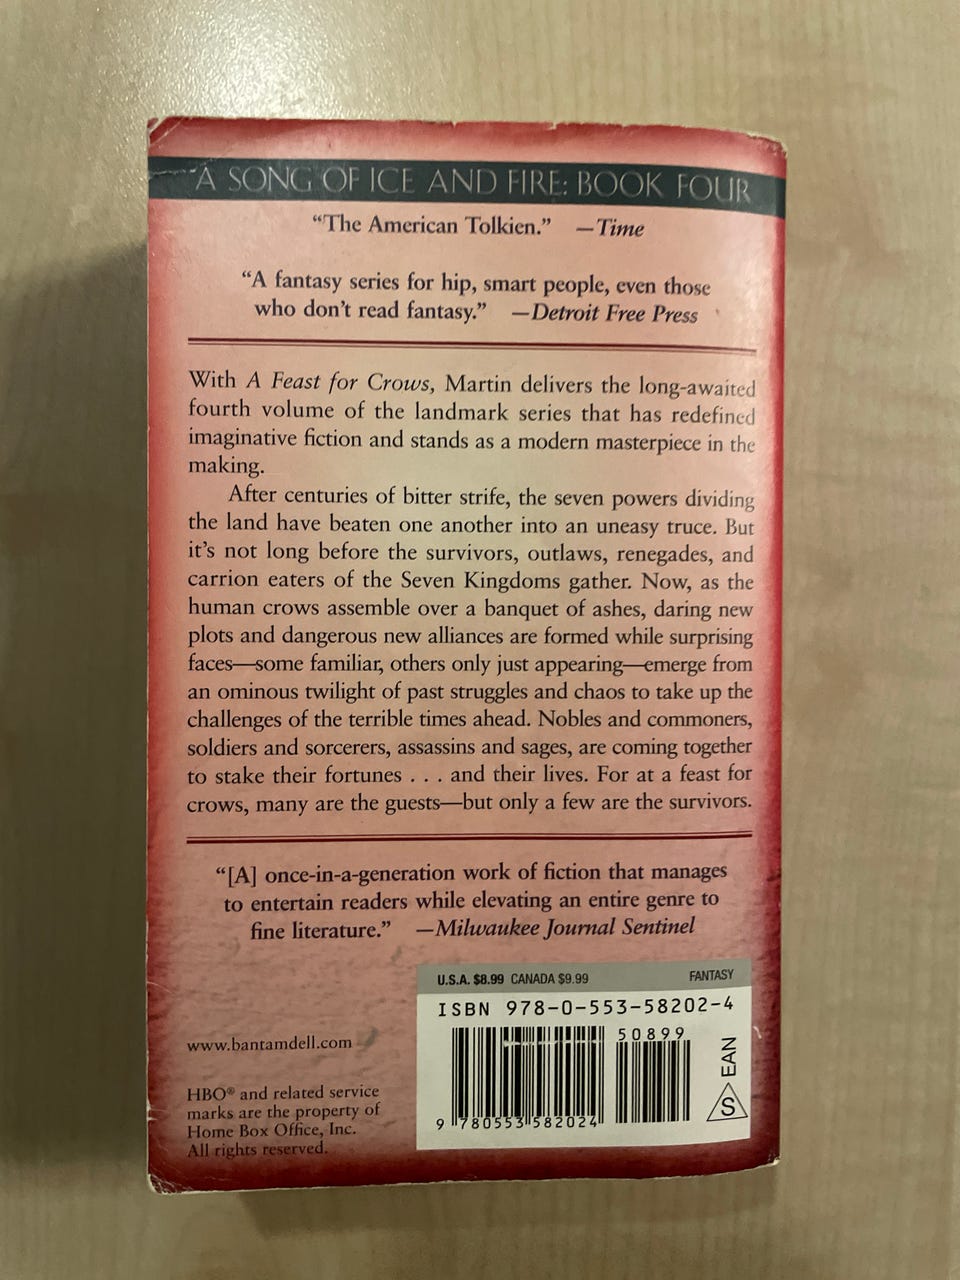 A SONG OF ICE AND FIRE: BOOK FOUR
“The American Tolkien.” —Time
“A fantasy series for hip, smart people, even those
who don’t read fantasy.” —Detroit Free Press
With A Feast for Crows, Martin delivers the long-awaited
fourth volume of the landmark series that has redefined
imaginative fiction and stands as a modern masterpiece in the
making.
After centuries of bitter strife, the seven powers dividing
the land have beaten one another into an uneasy truce. But
it’s not long before the survivors, outlaws, renegades, and
carrion eaters of the Seven Kingdoms gather. Now, as the
human crows assemble over a banquet of ashes, daring new
plots and dangerous new alliances are formed while surprising
faces—some familiar, others only just appearing—emerge from
an ominous twilight of past struggles and chaos to take up the
challenges of the terrible times ahead. Nobles and commoners,
soldiers and sorcerers, assassins and sages, are coming together
to stake their fortunes . . . and their lives. For at a feast for
crows, many are the guests—but only a few are the survivors.
“[A] once-in-a-generation work of fiction that manages
to entertain readers while elevating an entire genre to
fine literature.” —Milwaukee Journal Sentinel
U.S.A. $8.99 CANADA $9.99 FANTASY
ISBN 978-0-553-58202-4
50899
9 780553 582024
EAN
S
www.bantamdell.com
HBO® and related service
marks are the property of
Home Box Office, Inc.
All rights reserved.